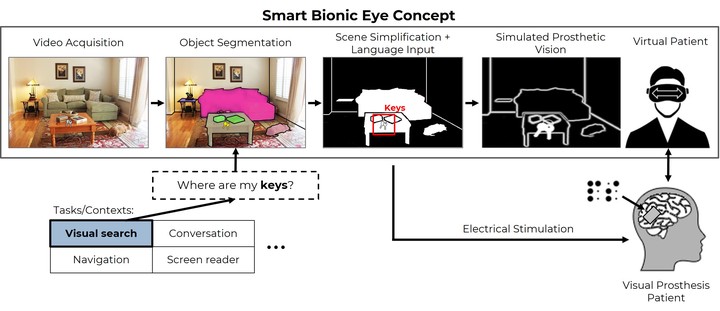 Smart Bionic Eye Concept
Video Acquisition
Object Segmentation
Scene Simplification +
Language Input
Simulated Prosthetic
Vision
Virtual Patient
Keys
Where are my keys?
Tasks/Contexts:
Visual search
Conversation
Navigation
Screen reader
...
Electrical Stimulation
Visual Prosthesis
Patient